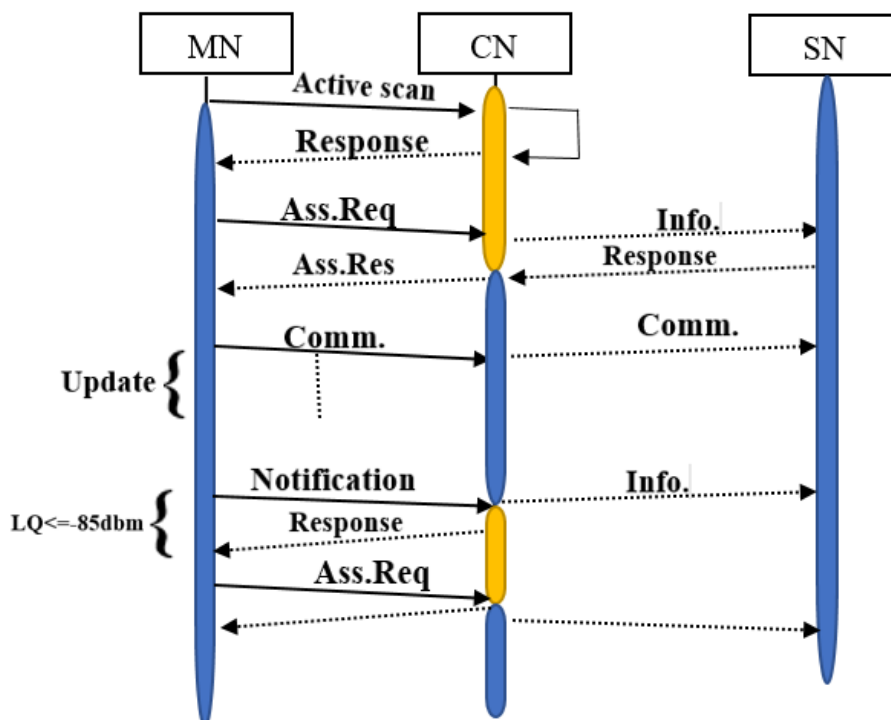 MN
CN
SN
Active scan
Response
Ass.Req
Info.
Response
Ass.Res
Comm.
Comm.
Update {
Notification
Info.
LQ<=-85dbm {
Response
Ass.Req